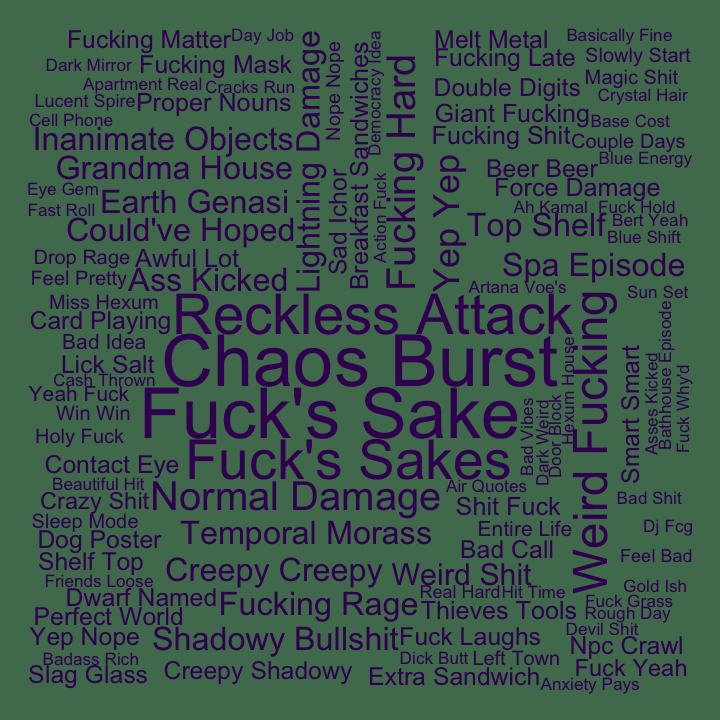 Fucking Matter
Day Job
Dark Mirror
Fucking Mask
Apartment Real
Cracks Run
Lucent Spire
Proper Nouns
Cell Phone
Inanimate Objects
Grandma House
Eye Gem
Earth Genasi
Fast Roll
Could've Hoped
Drop Rage
Awful Lot
Feel Pretty
Ass Kicked
Lightning Damage
Nope Nope
Sad Ichor
Breakfast Sandwiches
Democracy Idea
Action Fuck
Fucking Hard
Yep Yep
Melt Metal
Basically Fine
Fucking Late
Slowly Start
Double Digits
Magic Shit
Crystal Hair
Giant Fucking
Base Cost
Fucking Shit
Couple Days
Blue Energy
Beer Beer
Force Damage
Ah Kamal
Fuck Hold
Top Shelf
Bert Yeah
Blue Shift
Spa Episode
Artana Voe's
Sun Set
Miss Hexum
Card Playing
Reckless Attack
Bad Idea
Lick Salt
Chaos Burst
Cash Thrown
Yeah Fuck
Win Win
Fuck's Sake
Holy Fuck
Contact Eye
Fuck's Sakes
Bad Vibes
Dark Weird
Door Block
Hexum House
Weird Fucking
Smart Smart
Asses Kicked
Bathhouse Episode
Fuck Why'd
Beautiful Hit
Air Quotes
Crazy Shit
Normal Damage
Shit Fuck
Bad Shit
Sleep Mode
Entire Life
Dj Fcg
Dog Poster
Temporal Morass
Bad Call
Feel Bad
Shelf Top
Creepy Creepy
Weird Shit
Friends Loose
Gold Ish
Real Hard
Hit Time
Dwarf Named
Fucking Rage
Thieves Tools
Fuck Grass
Rough Day
Perfect World
Devil Shit
Yep Nope
Shadowy Bullshit
Fuck Laughs
Npc Crawl
Badass Rich
Dick Butt
Left Town
Slag Glass
Creepy Shadowy
Extra Sandwich
Fuck Yeah
Anxiety Pays